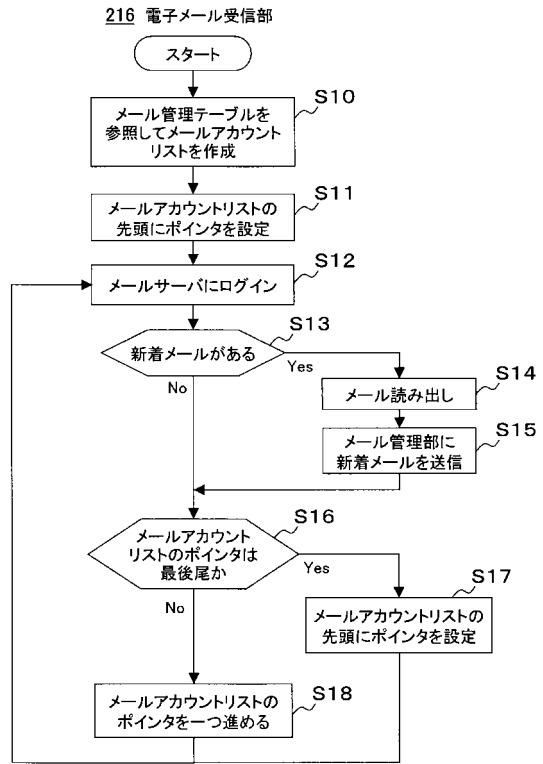 216 電子メール受信部
スタート
S10
メール管理テーブルを
参照してメールアカウント
リストを作成
S11
メールアカウントリストの
先頭にポインタを設定
S12
メールサーバにログイン
S13
新着メールがある
Yes
No
S14
メール読み出し
S15
メール管理部に
新着メールを送信
S16
メールアカウント
リストのポインタは
最後尾か
Yes
No
S17
メールアカウントリストの
先頭にポインタを設定
S18
メールアカウントリストの
ポインタを一つ進める